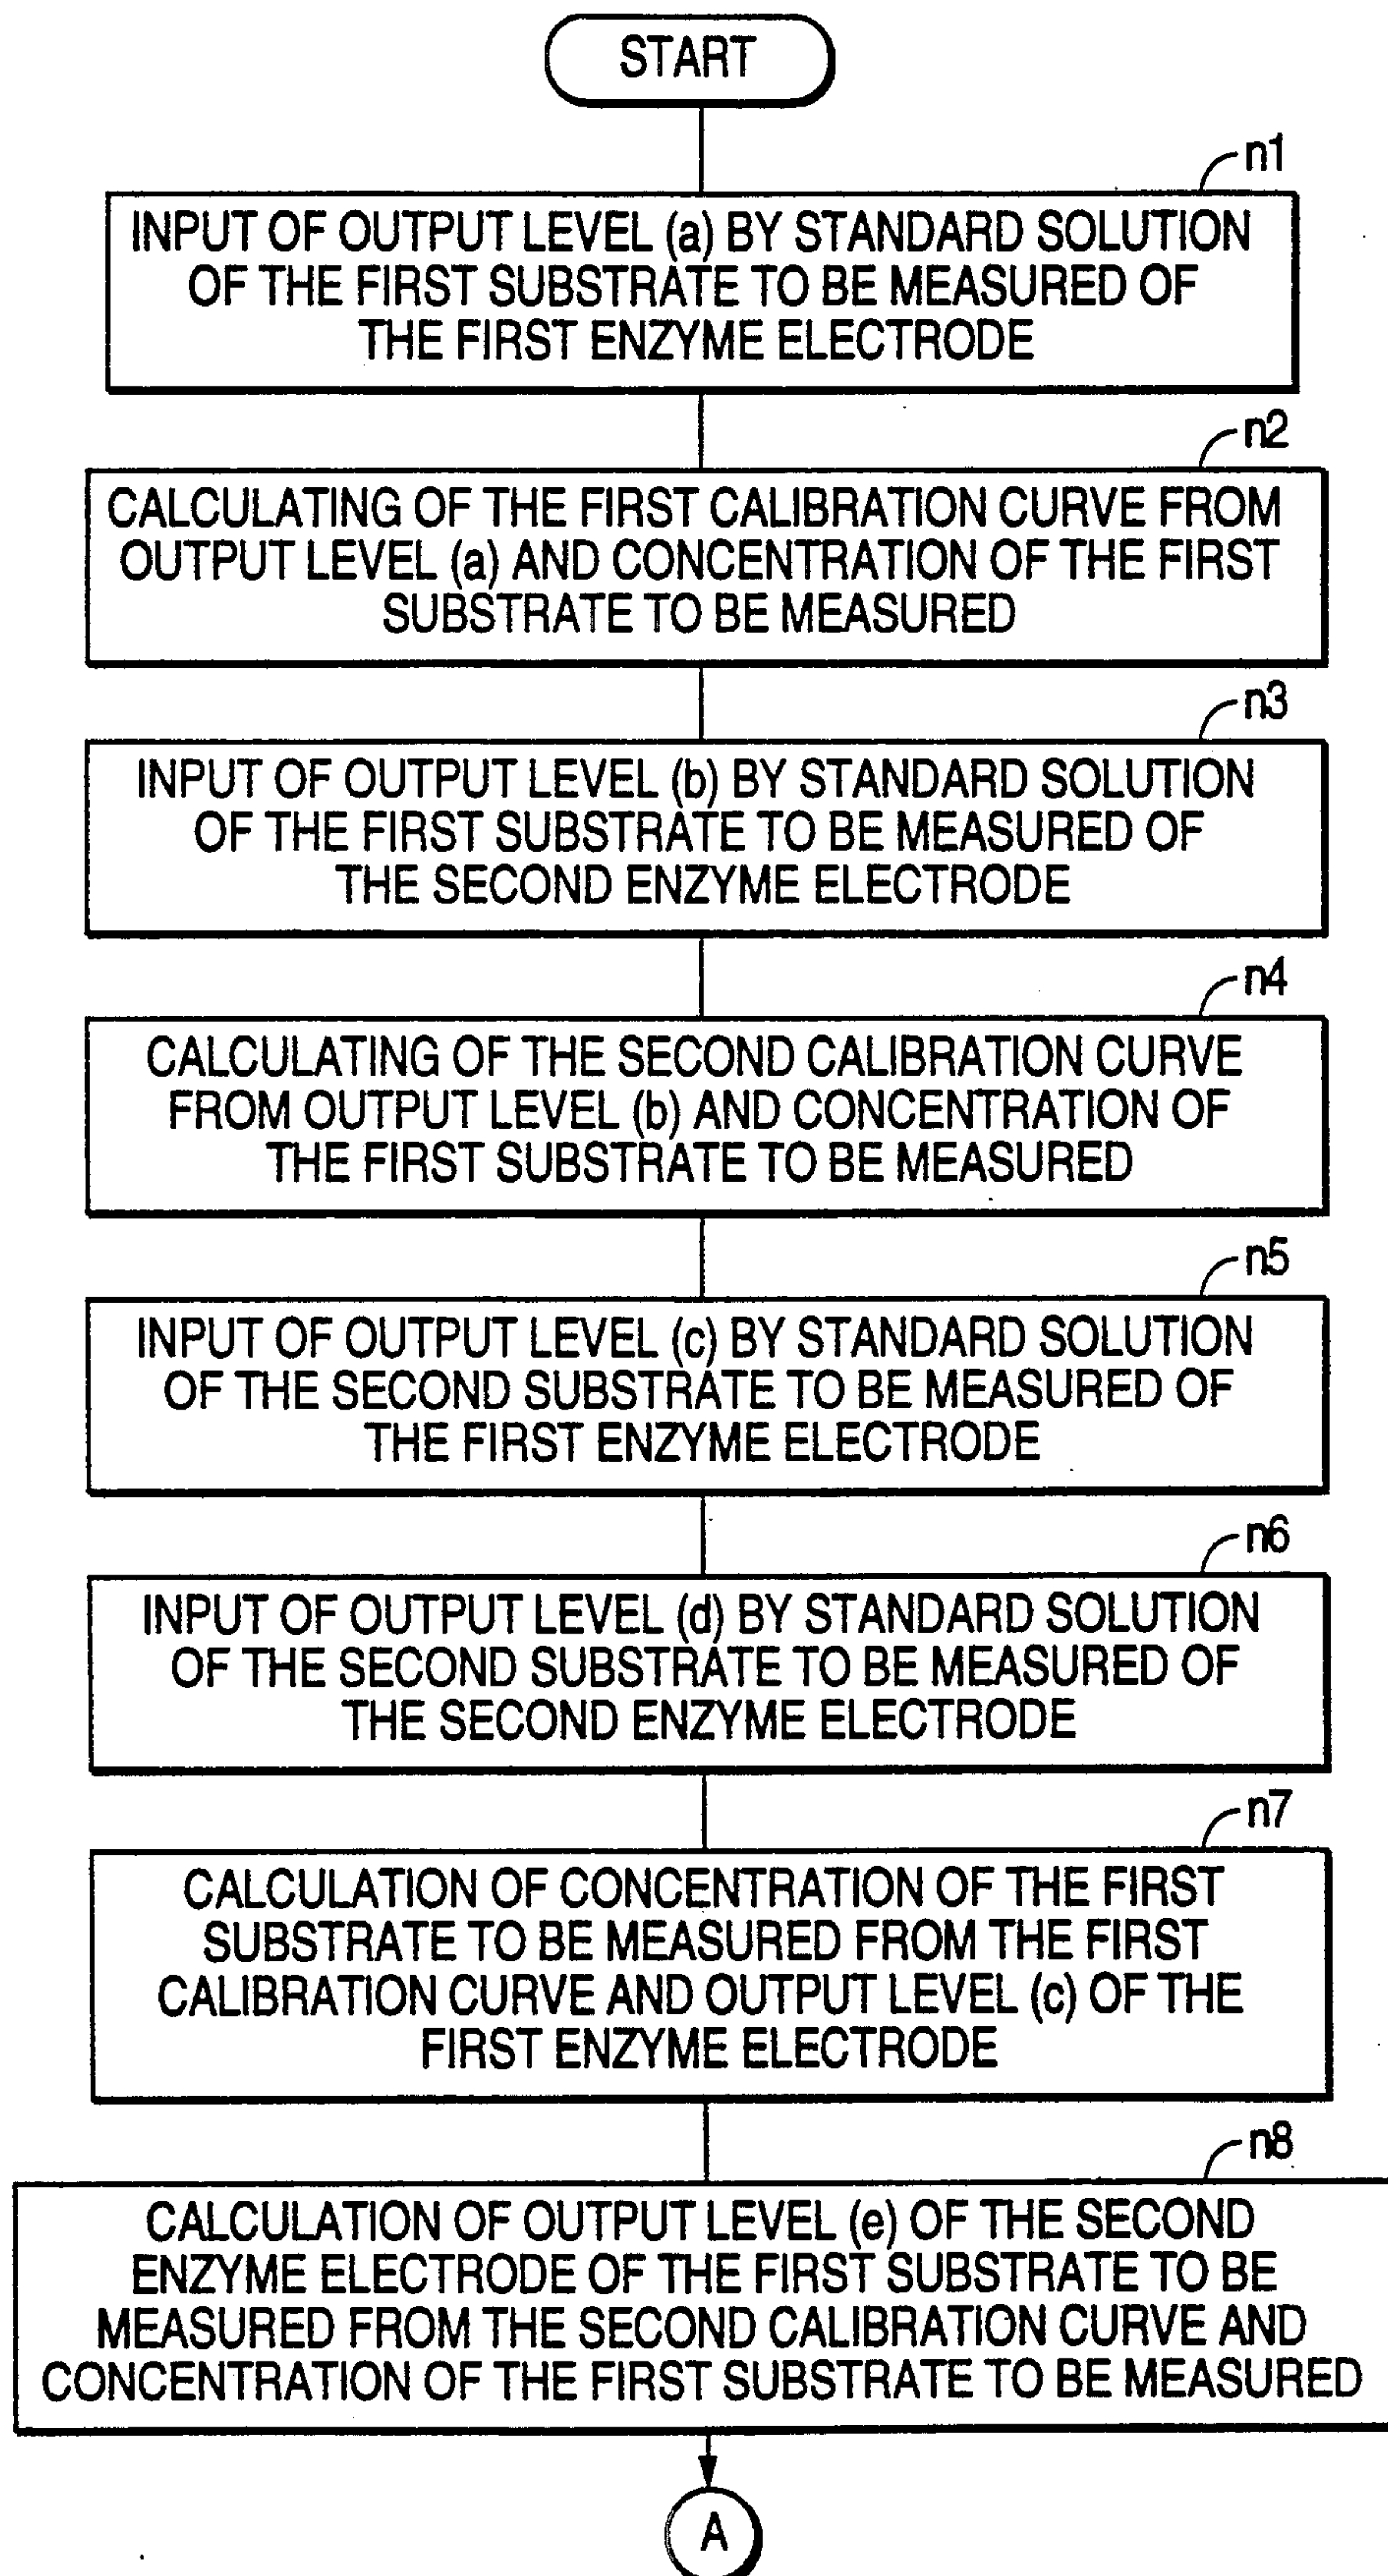 START
n1
INPUT OF OUTPUT LEVEL (a) BY STANDARD SOLUTION
OF THE FIRST SUBSTRATE TO BE MEASURED OF
THE FIRST ENZYME ELECTRODE
n2
CALCULATING OF THE FIRST CALIBRATION CURVE FROM
OUTPUT LEVEL (a) AND CONCENTRATION OF THE FIRST
SUBSTRATE TO BE MEASURED
n3
INPUT OF OUTPUT LEVEL (b) BY STANDARD SOLUTION
OF THE FIRST SUBSTRATE TO BE MEASURED OF
THE SECOND ENZYME ELECTRODE
n4
CALCULATING OF THE SECOND CALIBRATION CURVE
FROM OUTPUT LEVEL (b) AND CONCENTRATION OF
THE FIRST SUBSTRATE TO BE MEASURED
n5
INPUT OF OUTPUT LEVEL (c) BY STANDARD SOLUTION
OF THE SECOND SUBSTRATE TO BE MEASURED OF
THE FIRST ENZYME ELECTRODE
n6
INPUT OF OUTPUT LEVEL (d) BY STANDARD SOLUTION
OF THE SECOND SUBSTRATE TO BE MEASURED OF
THE SECOND ENZYME ELECTRODE
n7
CALCULATION OF CONCENTRATION OF THE FIRST
SUBSTRATE TO BE MEASURED FROM THE FIRST
CALIBRATION CURVE AND OUTPUT LEVEL (c) OF THE
FIRST ENZYME ELECTRODE
n8
CALCULATION OF OUTPUT LEVEL (e) OF THE SECOND
ENZYME ELECTRODE OF THE FIRST SUBSTRATE TO BE
MEASURED FROM THE SECOND CALIBRATION CURVE AND
CONCENTRATION OF THE FIRST SUBSTRATE TO BE MEASURED
A